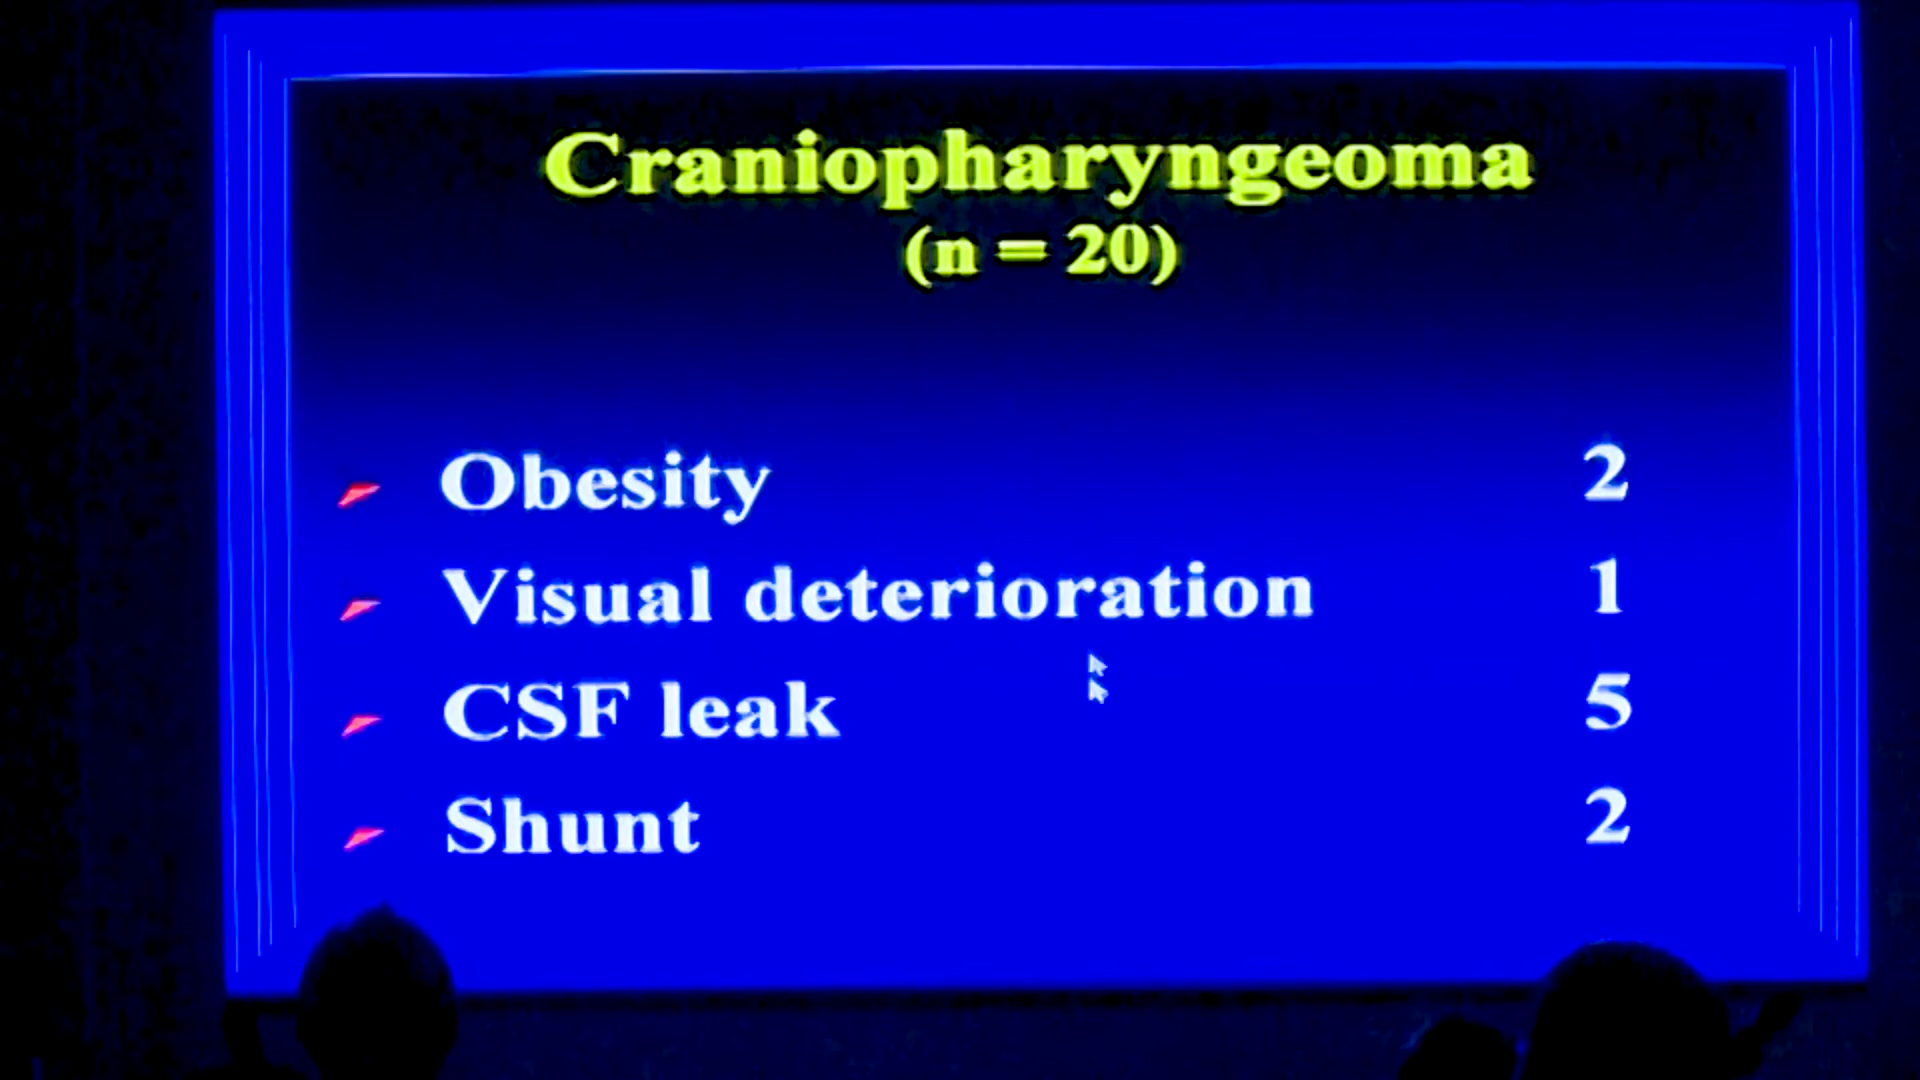 Craniopharyngeoma
(n = 20)
Obesity 2
Visual deterioration 1
CSF leak 5
Shunt 2